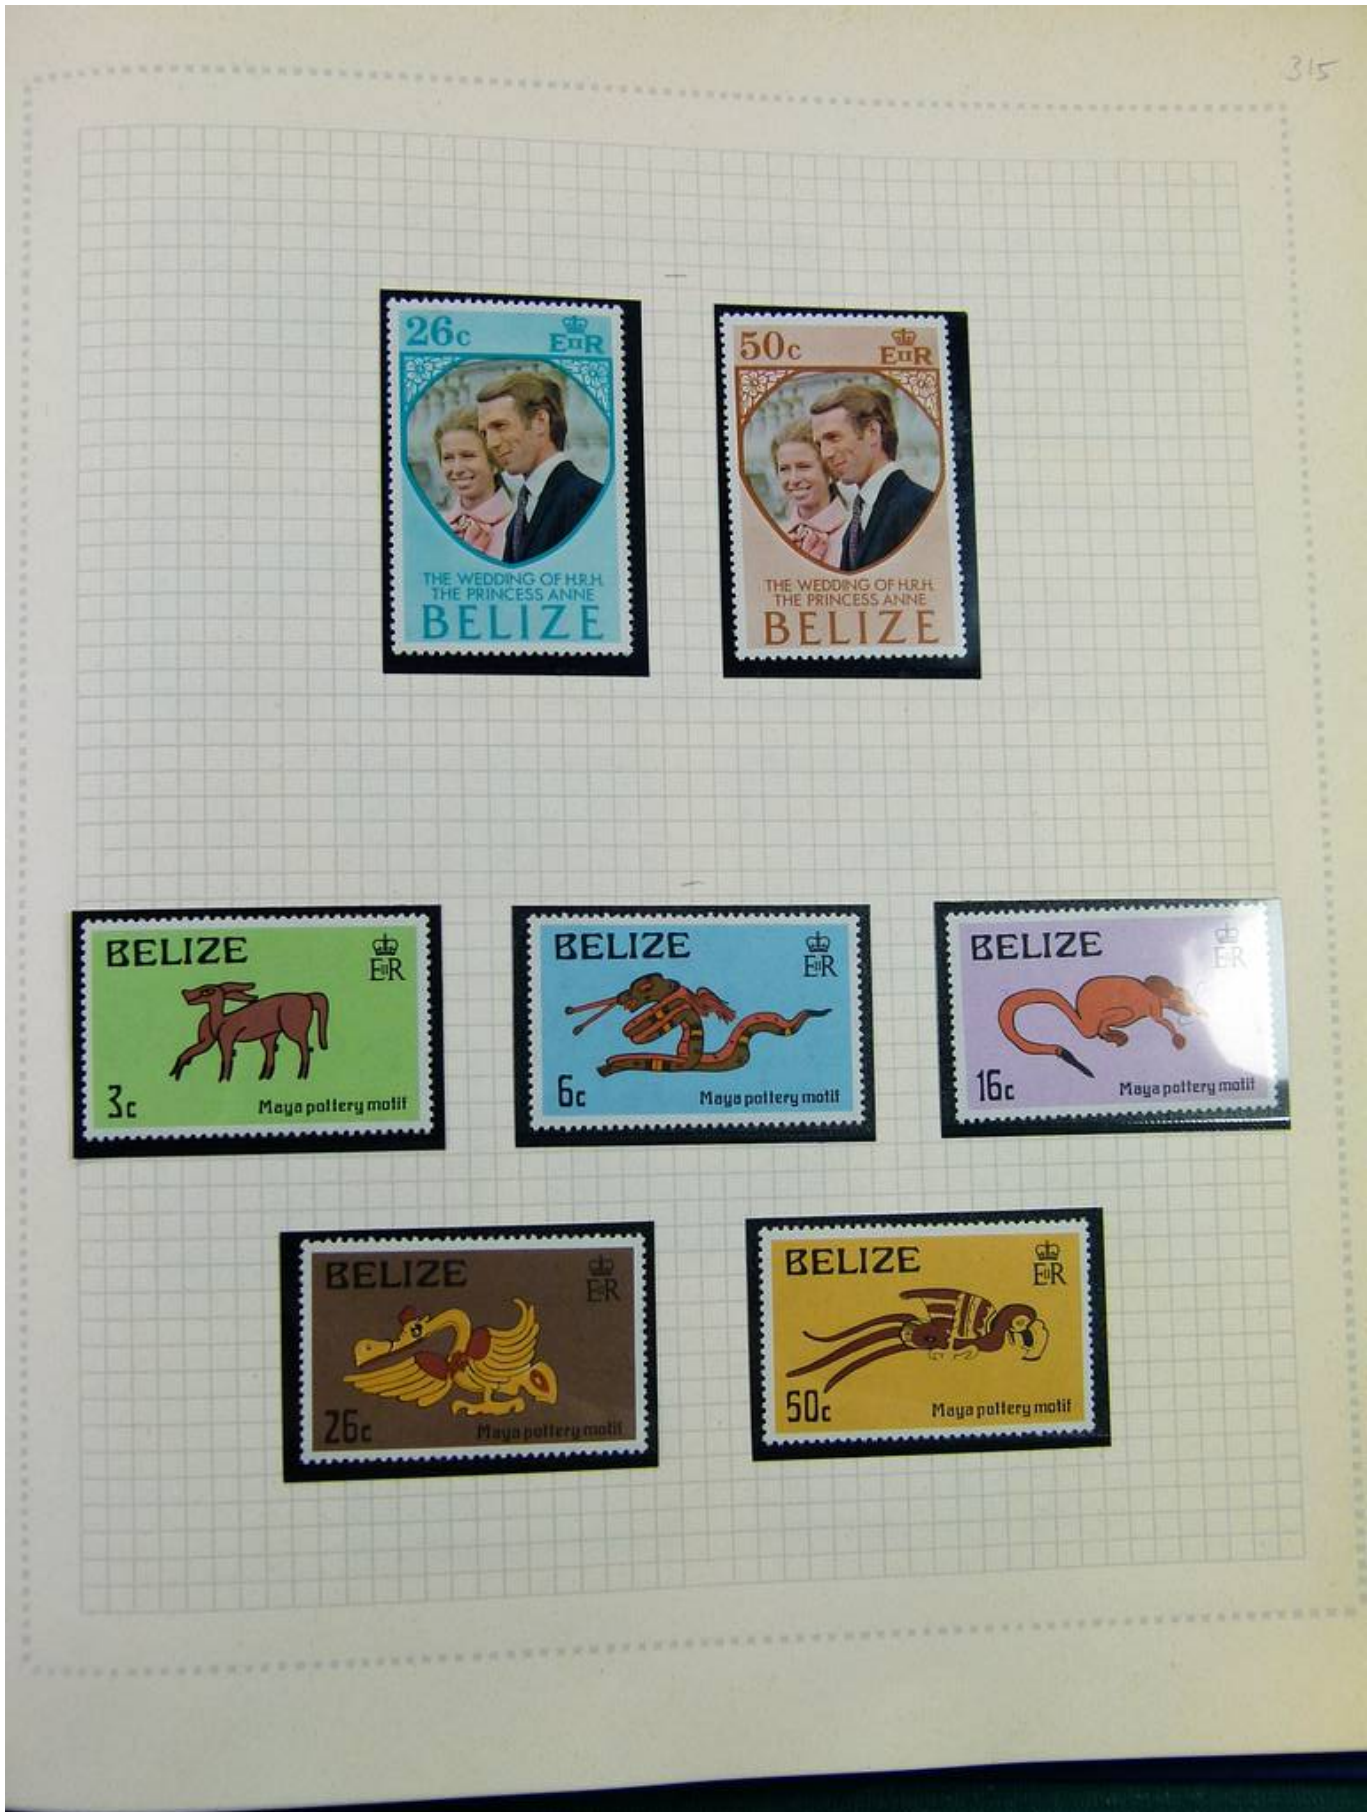 315
26c
EIIR
THE WEDDING OF H.R.H.
THE PRINCESS ANNE
BELIZE
50c
EIIR
THE WEDDING OF H.R.H.
THE PRINCESS ANNE
BELIZE
BELIZE
EIIR
3c
Maya pottery motif
BELIZE
EIIR
6c
Maya pottery motif
BELIZE
EIIR
16c
Maya pottery motif
BELIZE
EIIR
26c
Maya pottery motif
BELIZE
EIIR
50c
Maya pottery motif